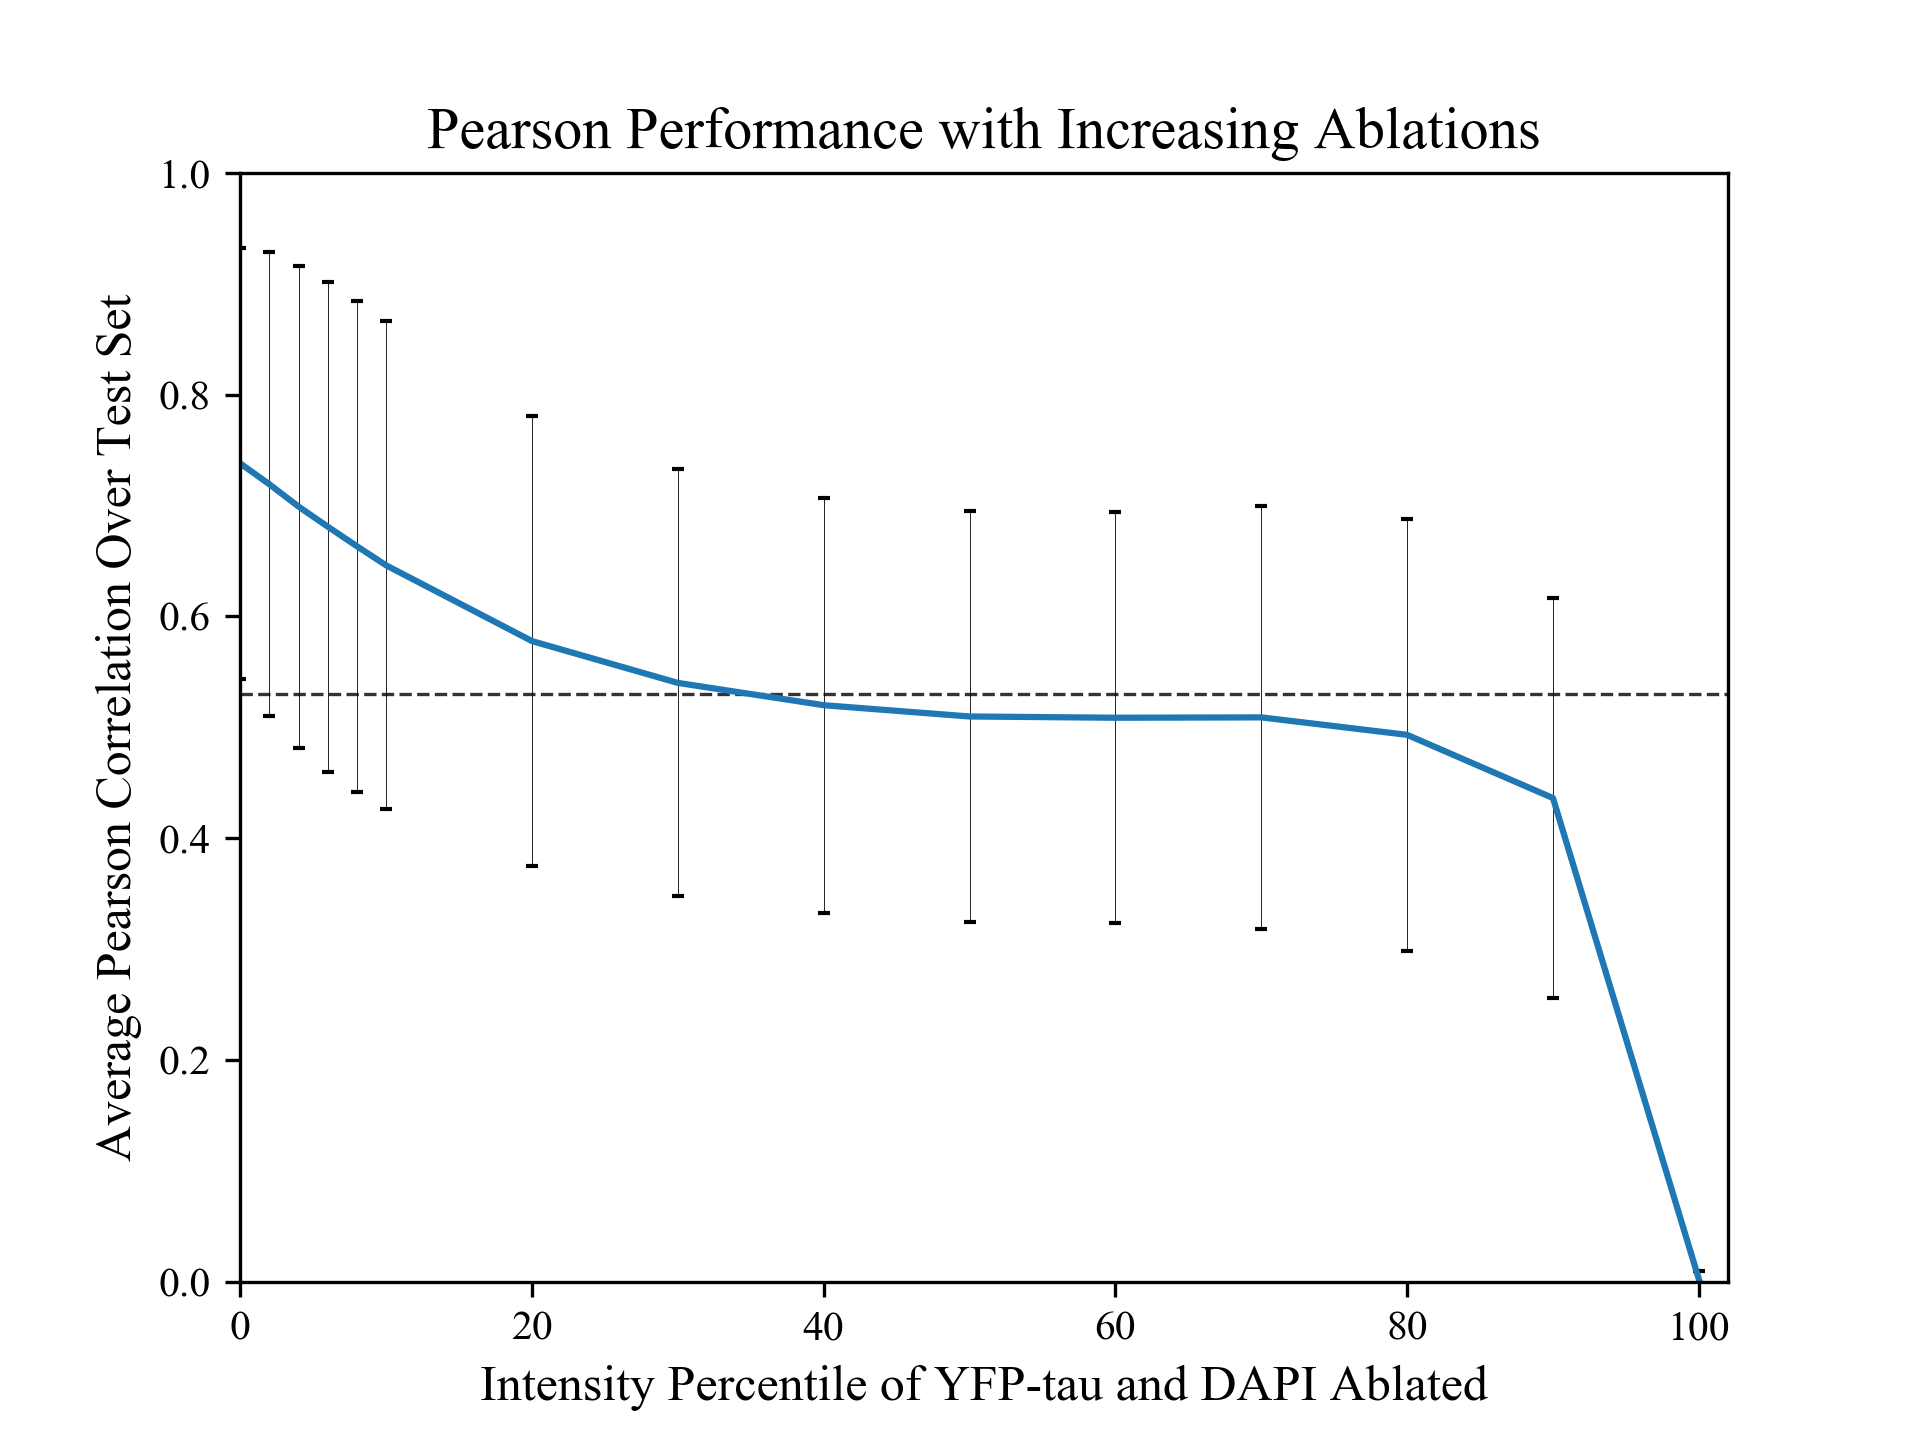 Pearson Performance with Increasing Ablations
1.0
0.8
0.6
0.4
0.2
0.0
Average Pearson Correlation Over Test Set
0 20 40 60 80 100
Intensity Percentile of YFP-tau and DAPI Ablated